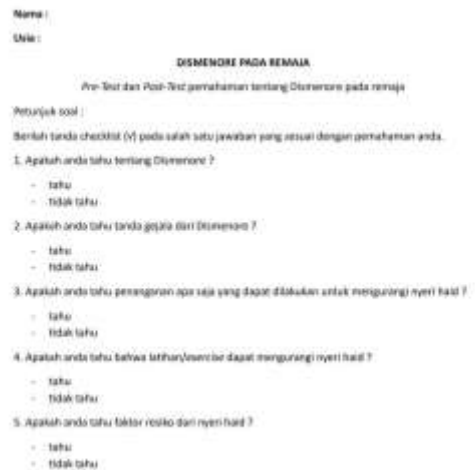 Nama :
Usia :
DISMENORE PADA REMAJA
Pre-Test dan Post-Test pemahaman tentang Dismenore pada remaja
Petunjuk soal :
Berilah tanda checklist (v) pada salah satu jawaban yang sesuai dengan pemahaman anda.
1. Apakah anda tahu tentang Dismenore ?
- tahu
- tidak tahu
2. Apakah anda tahu tanda gejala dari Dismenore ?
- tahu
- tidak tahu
3. Apakah anda tahu penanganan apa saja yang dapat dilakukan untuk mengurangi nyeri haid ?
- tahu
- tidak tahu
4. Apakah anda tahu bahwa latihan/exercise dapat mengurangi nyeri haid ?
- tahu
- tidak tahu
5. Apakah anda tahu faktor resiko dari nyeri haid ?
- tahu
- tidak tahu